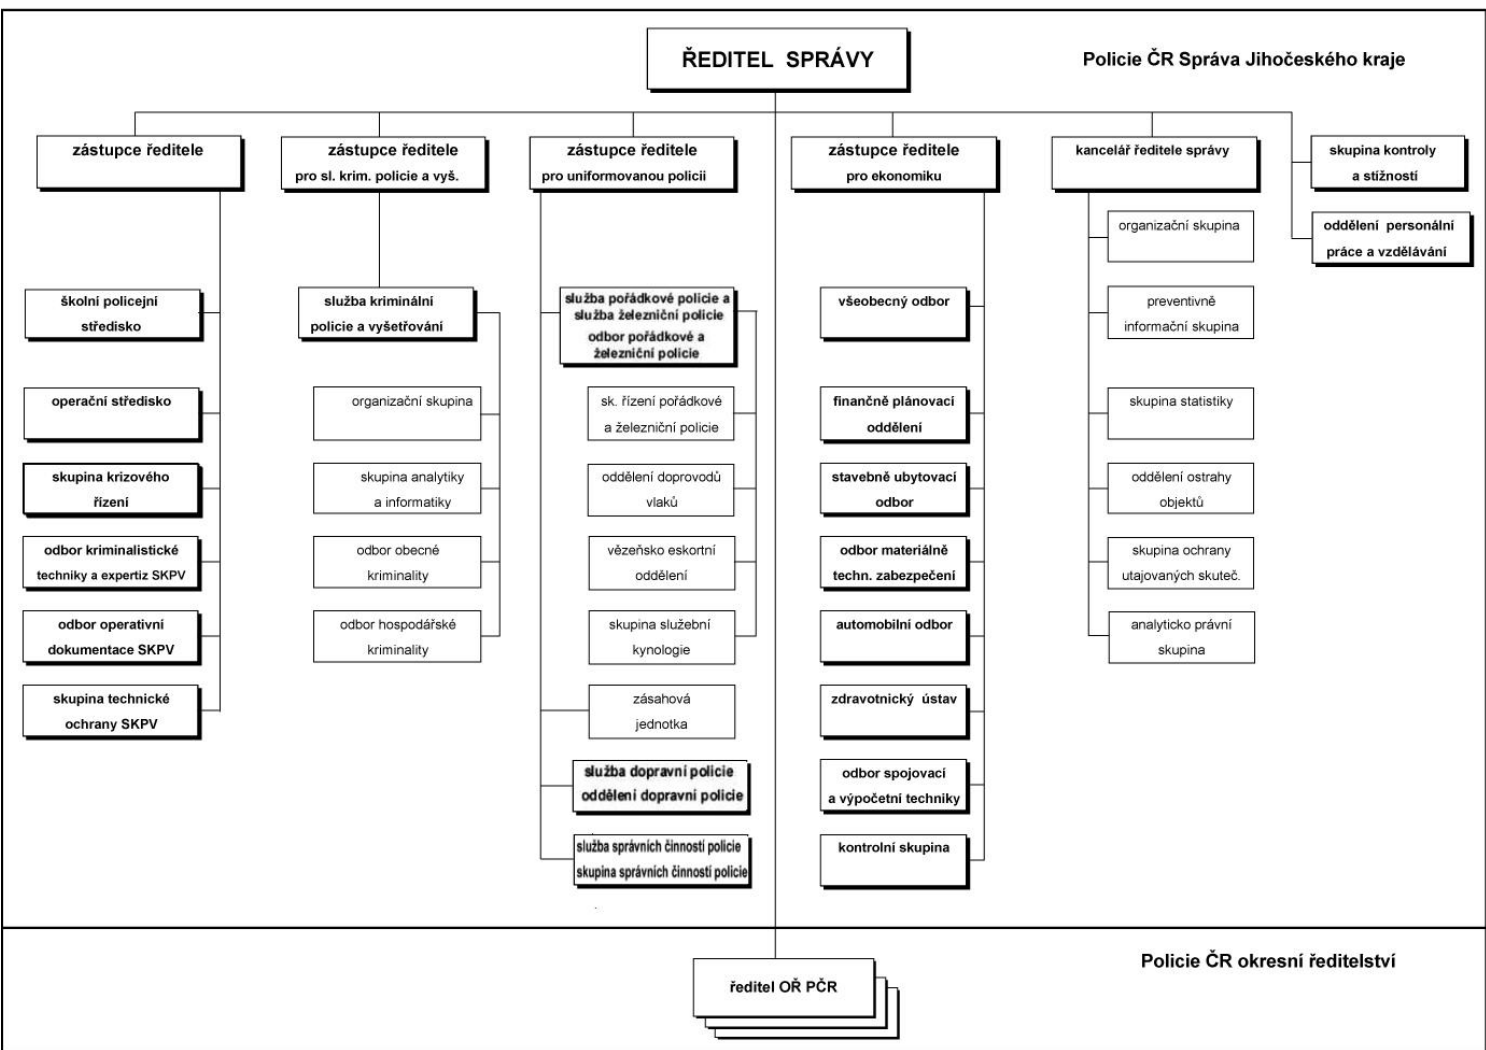 ŘEDITEL SPRÁVY
Policie ČR Správa Jihočeského kraje
zástupce ředitele
zástupce ředitele
pro sl. krim. policie a vyš.
zástupce ředitele
pro uniformovanou policii
zástupce ředitele
pro ekonomiku
kancelář ředitele správy
skupina kontroly
a stížností
oddělení personální
práce a vzdělávání
školní policejní
středisko
operační středisko
skupina krizového
řízení
odbor kriminalistické
techniky a expertiz SKPV
odbor operativní
dokumentace SKPV
skupina technické
ochrany SKPV
služba kriminální
policie a vyšetřování
organizační skupina
skupina analytiky
a informatiky
odbor obecné
kriminality
odbor hospodářské
kriminality
služba pořádkové policie a
služba železniční policie
odbor pořádkové a
železniční policie
sk. řízení pořádkové
a železniční policie
oddělení doprovodů
vlaků
vězeňsko eskortní
oddělení
skupina služební
kynologie
zásahová
jednotka
služba dopravní policie
oddělení dopravní policie
služba správních činností policie
skupina správních činností policie
všeobecný odbor
finančně plánovací
oddělení
stavebně ubytovací
odbor
odbor materiálně
techn. zabezpečení
automobilní odbor
zdravotnický ústav
odbor spojovací
a výpočetní techniky
kontrolní skupina
organizační skupina
preventivně
informační skupina
skupina statistiky
oddělení ostrahy
objektů
skupina ochrany
utajovaných skuteč.
analyticko právní
skupina
Policie ČR okresní ředitelství
ředitel OŘ PČR